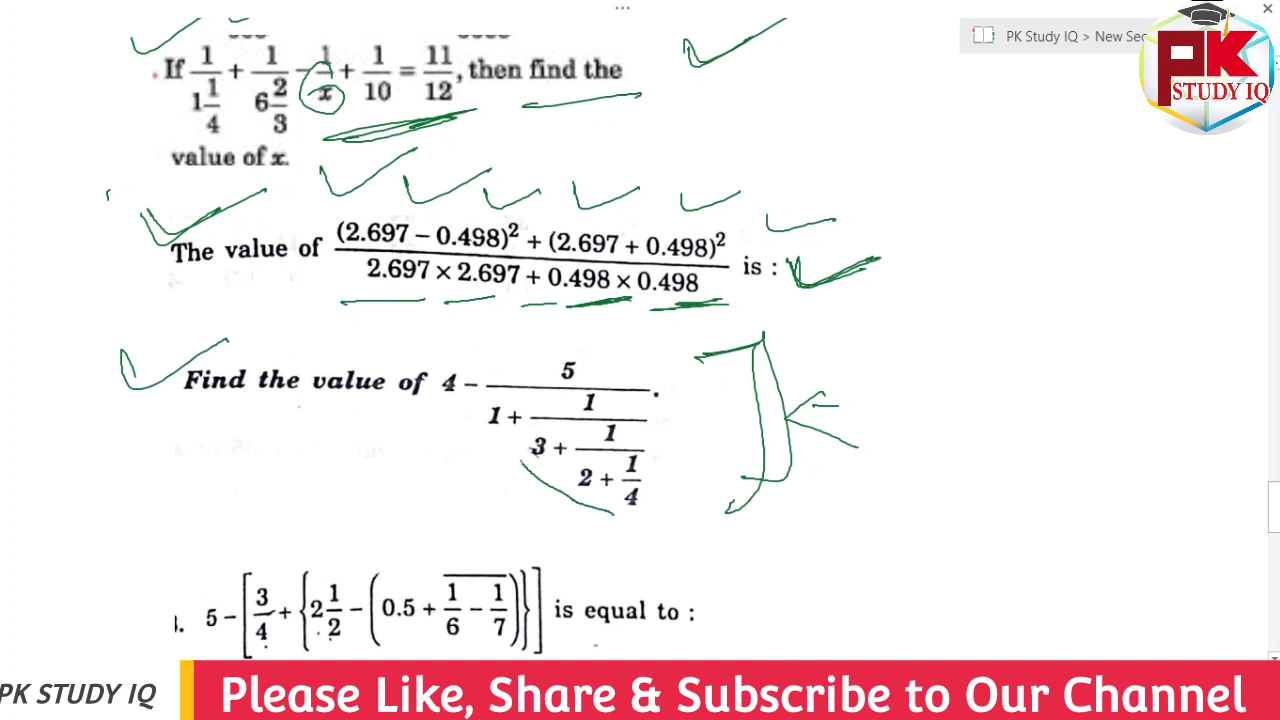 PK Study IQ > New Sec
PK
STUDY IQ
. If 1/(1 1/4) + 1/(6 2/3) − 1/x + 1/10 = 11/12, then find the
value of x.
The value of ((2.697 − 0.498)² + (2.697 + 0.498)²)/(2.697 × 2.697 + 0.498 × 0.498) is :
Find the value of 4 − 5/(1 + 1/(3 + 1/(2 + 1/4))).
. 5 − [3/4 + {2 1/2 − (0.5 + \overline{1/6 − 1/7})}] is equal to :
PK STUDY IQ
Please Like, Share & Subscribe to Our Channel